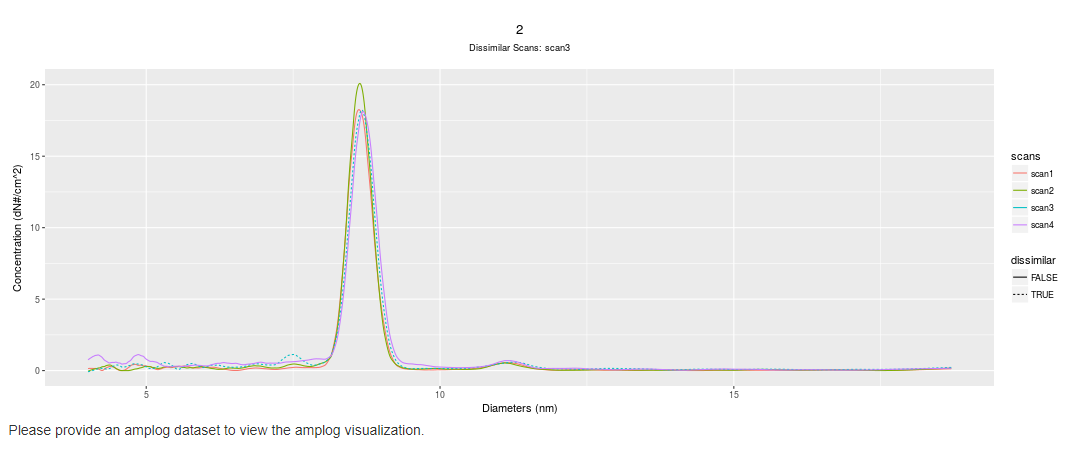 2
Dissimilar Scans: scan3
Concentration (dN#/cm^2)
20
15
10
5
0
5
10
15
Diameters (nm)
scans
scan1
scan2
scan3
scan4
dissimilar
FALSE
TRUE
Please provide an amplog dataset to view the amplog visualization.